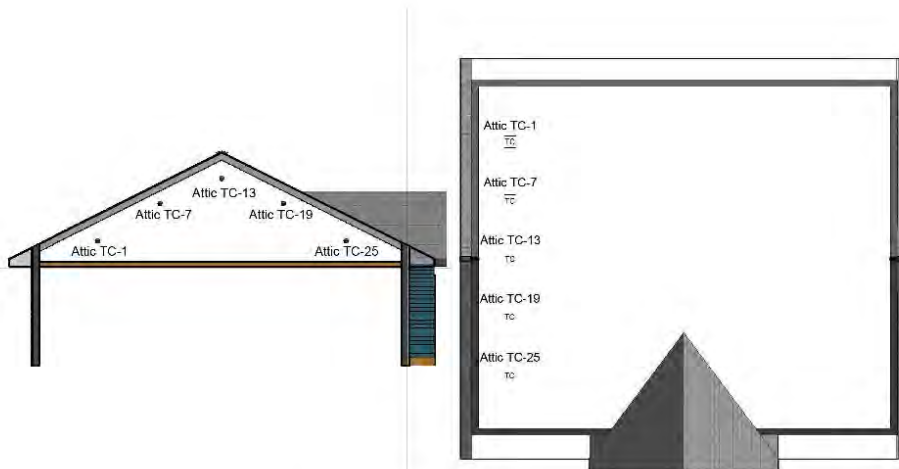 Attic TC-13
Attic TC-7
Attic TC-19
Attic TC-1
Attic TC-25
Attic TC-1
TC
Attic TC-7
TC
Attic TC-13
TC
Attic TC-19
TC
Attic TC-25
TC